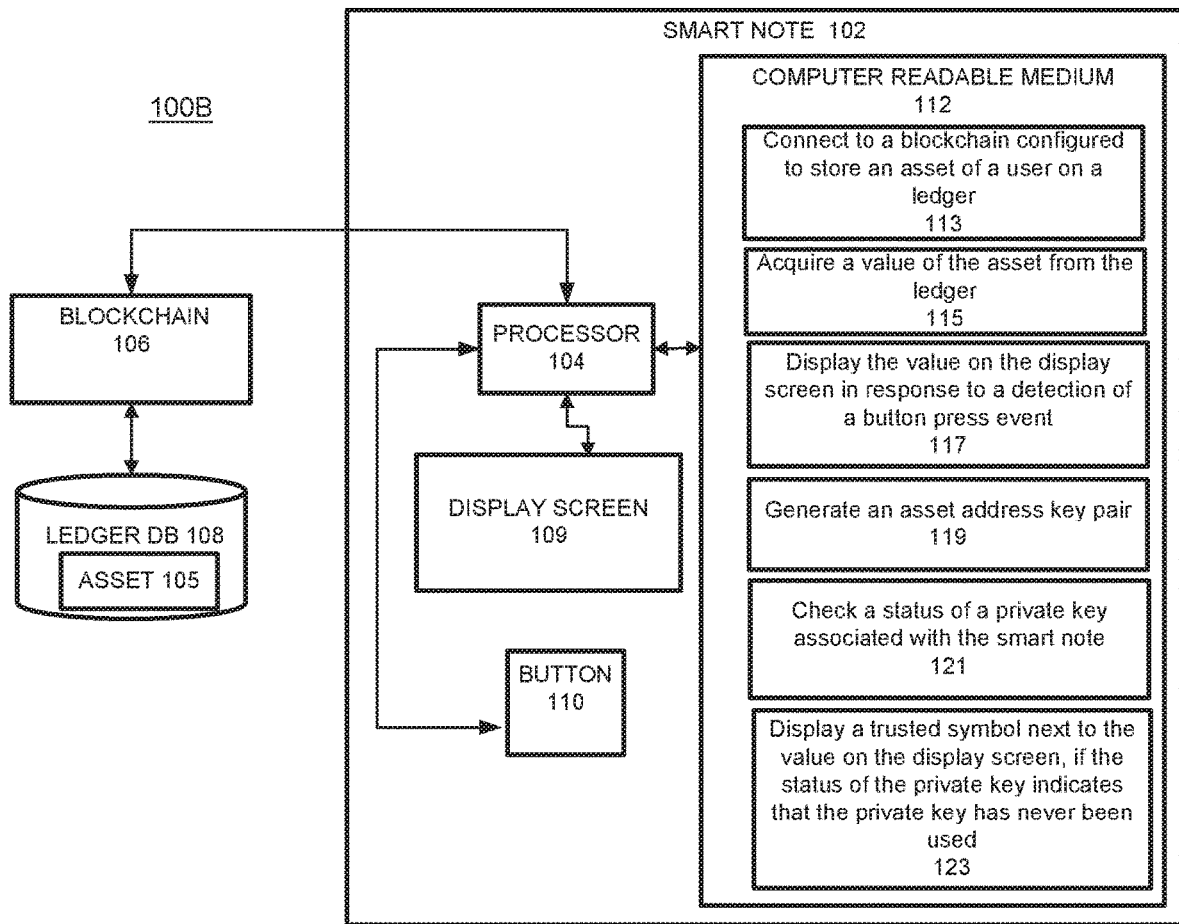 SMART NOTE 102
100B
COMPUTER READABLE MEDIUM
112
Connect to a blockchain configured
to store an asset of a user on a
ledger
113
Acquire a value of the asset from the
ledger
115
Display the value on the display
screen in response to a detection of
a button press event
117
Generate an asset address key pair
119
Check a status of a private key
associated with the smart note
121
Display a trusted symbol next to the
value on the display screen, if the
status of the private key indicates
that the private key has never been
used
123
BLOCKCHAIN
106
PROCESSOR
104
LEDGER DB 108
ASSET 105
DISPLAY SCREEN
109
BUTTON
110